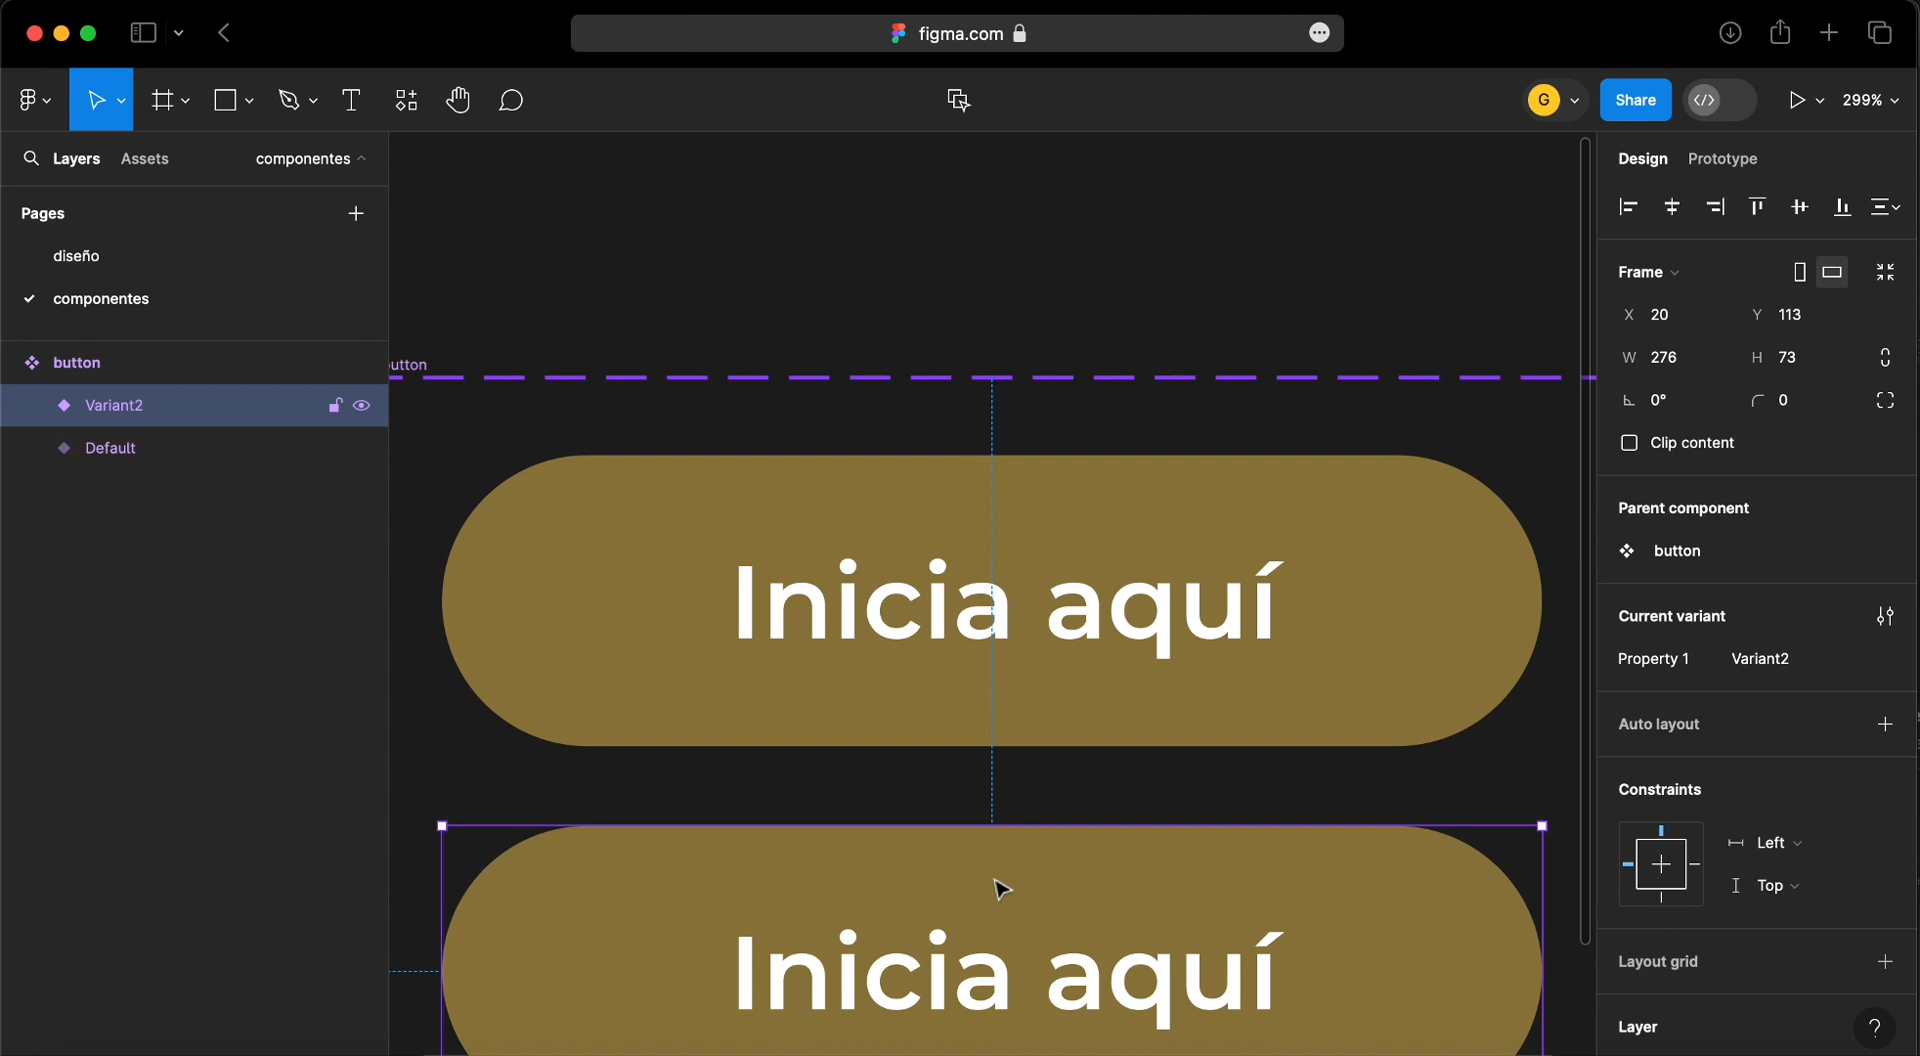 figma.com
G
Share
299%
Layers
Assets
componentes
Pages
diseño
componentes
button
Variant2
Default
utton
Inicia aquí
Inicia aquí
Design
Prototype
Frame
X 20
Y 113
W 276
H 73
0°
0
Clip content
Parent component
button
Current variant
Property 1
Variant2
Auto layout
Constraints
Left
Top
Layout grid
Layer
?